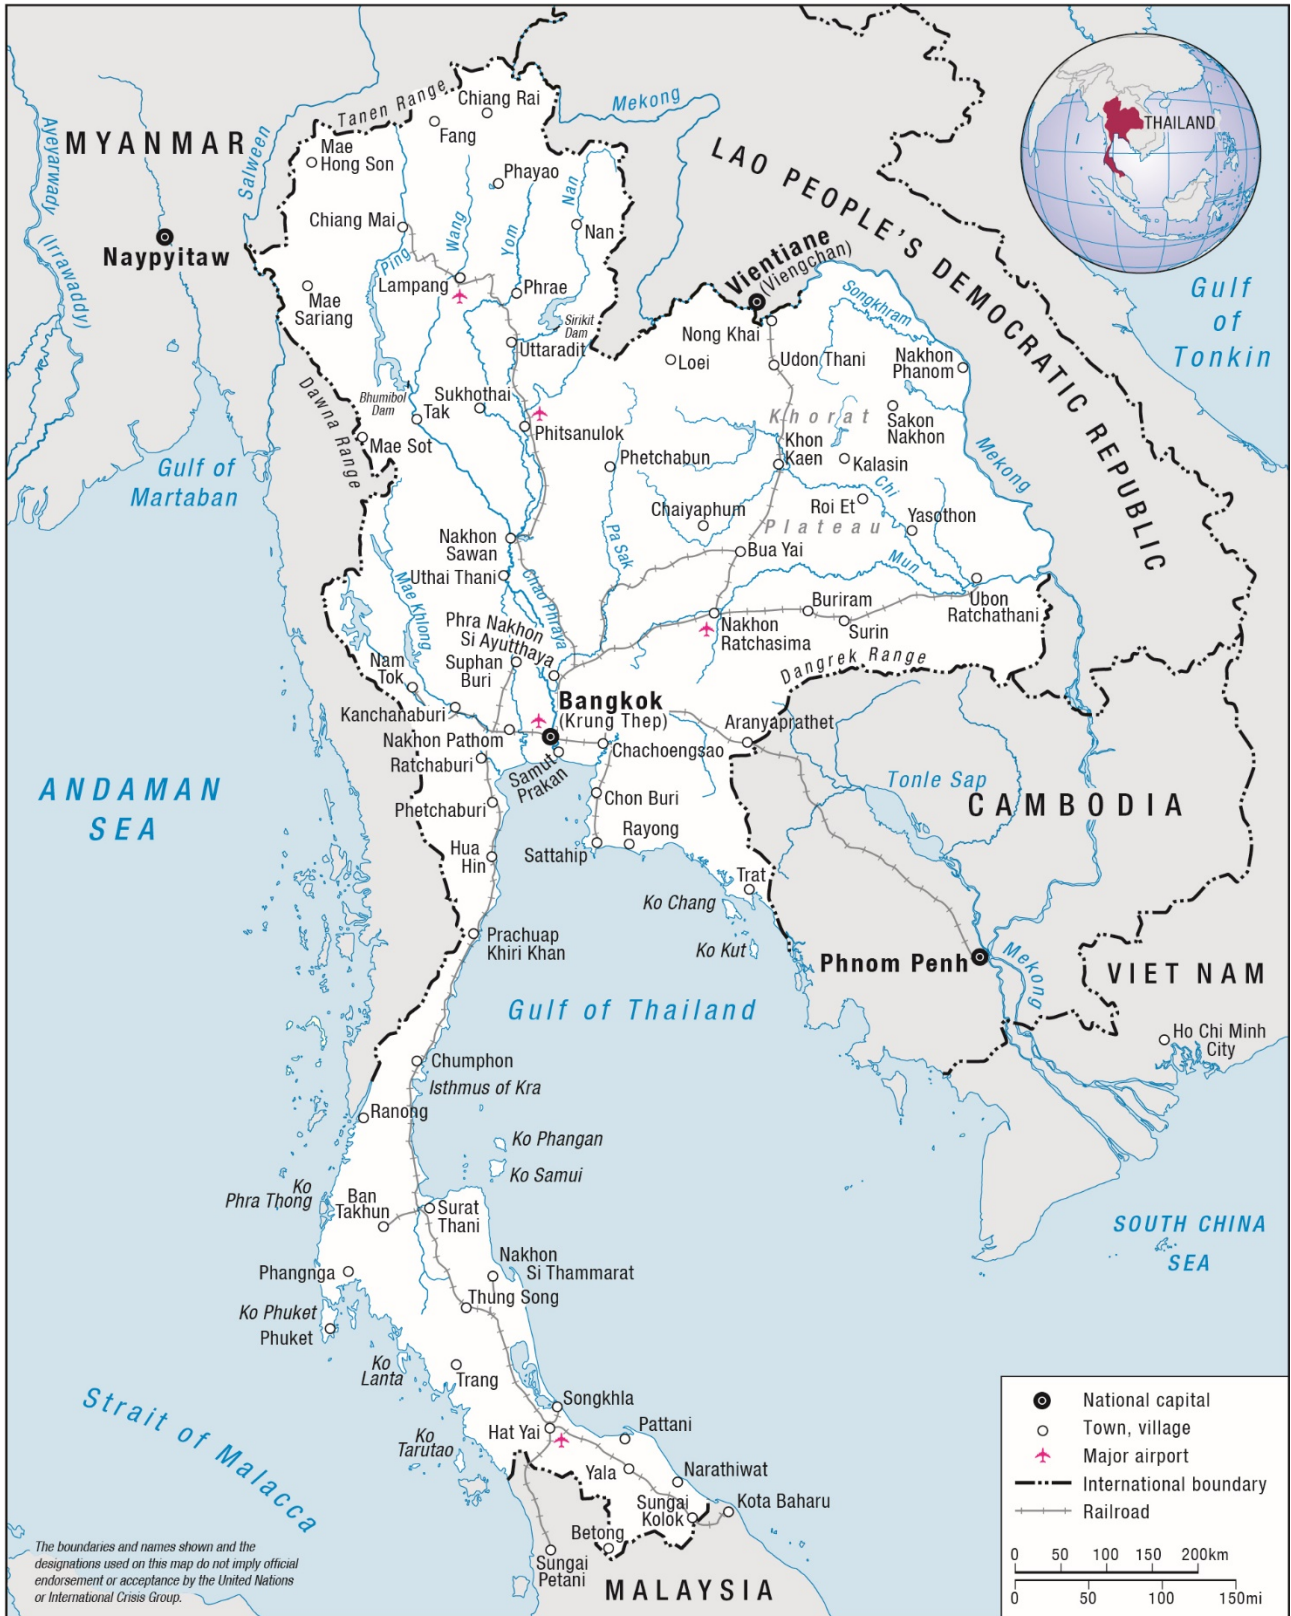 MYANMAR
Ayeyarwady (Irrawaddy)
Salween
Naypyitaw
Tanen Range
Chiang Rai
Fang
Mae
Hong Son
Phayao
Mekong
LAO PEOPLE'S DEMOCRATIC REPUBLIC
THAILAND
Chiang Mai
Wang
Yom
Nan
Nan
Ping
Lampang
Phrae
Mae
Sariang
Sirikit
Dam
Uttaradit
Vientiane
(Viengchan)
Nong Khai
Loei
Udon Thani
Songkhram
Nakhon
Phanom
Gulf
of
Tonkin
Dawna Range
Bhumibol
Dam
Tak
Sukhothai
Mae Sot
Phitsanulok
Phetchabun
Khorat
Plateau
Khon
Kaen
Sakon
Nakhon
Kalasin
Chi
Mekong
Roi Et
Yasothon
Chaiyaphum
Bua Yai
Mun
Gulf of
Martaban
Nakhon
Sawan
Uthai Thani
Pa Sak
Chao Phraya
Mae Khlong
Phra Nakhon
Si Ayutthaya
Suphan
Buri
Nam
Tok
Buriram
Surin
Ubon
Ratchathani
Nakhon
Ratchasima
Dangrek Range
Kanchanaburi
Bangkok
(Krung Thep)
Aranyaprathet
Nakhon Pathom
Ratchaburi
Samut
Prakan
Chachoengsao
Phetchaburi
Chon Buri
Rayong
Hua
Hin
Sattahip
Trat
Ko Chang
Ko Kut
Tonle Sap
CAMBODIA
ANDAMAN
SEA
Prachuap
Khiri Khan
Phnom Penh
Mekong
VIET NAM
Gulf of Thailand
Ho Chi Minh
City
Chumphon
Isthmus of Kra
Ranong
Ko Phangan
Ko Samui
Ko
Phra Thong
Ban
Takhun
Surat
Thani
SOUTH CHINA
SEA
Nakhon
Si Thammarat
Phangnga
Thung Song
Ko Phuket
Phuket
Ko
Lanta
Trang
Songkhla
Hat Yai
Pattani
Ko
Tarutao
Yala
Narathiwat
Sungai
Kolok
Kota Baharu
Betong
Sungai
Petani
MALAYSIA
Strait of Malacca
National capital
Town, village
Major airport
International boundary
Railroad
0 50 100 150 200km
0 50 100 150mi
The boundaries and names shown and the
designations used on this map do not imply official
endorsement or acceptance by the United Nations
or International Crisis Group.